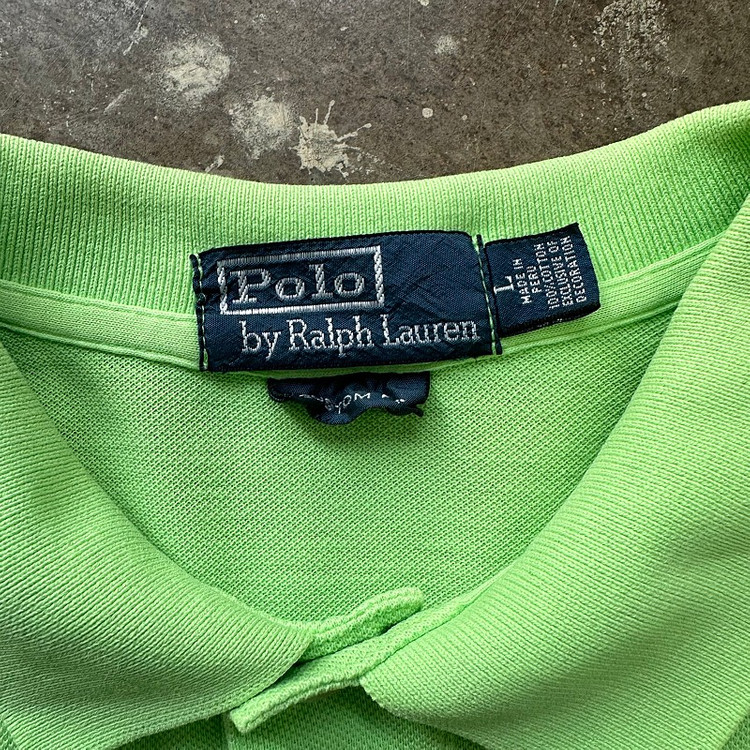 Polo
by Ralph Lauren
L
MADE IN
PERU
100% COTTON
EXCLUSIVE OF
DECORATION